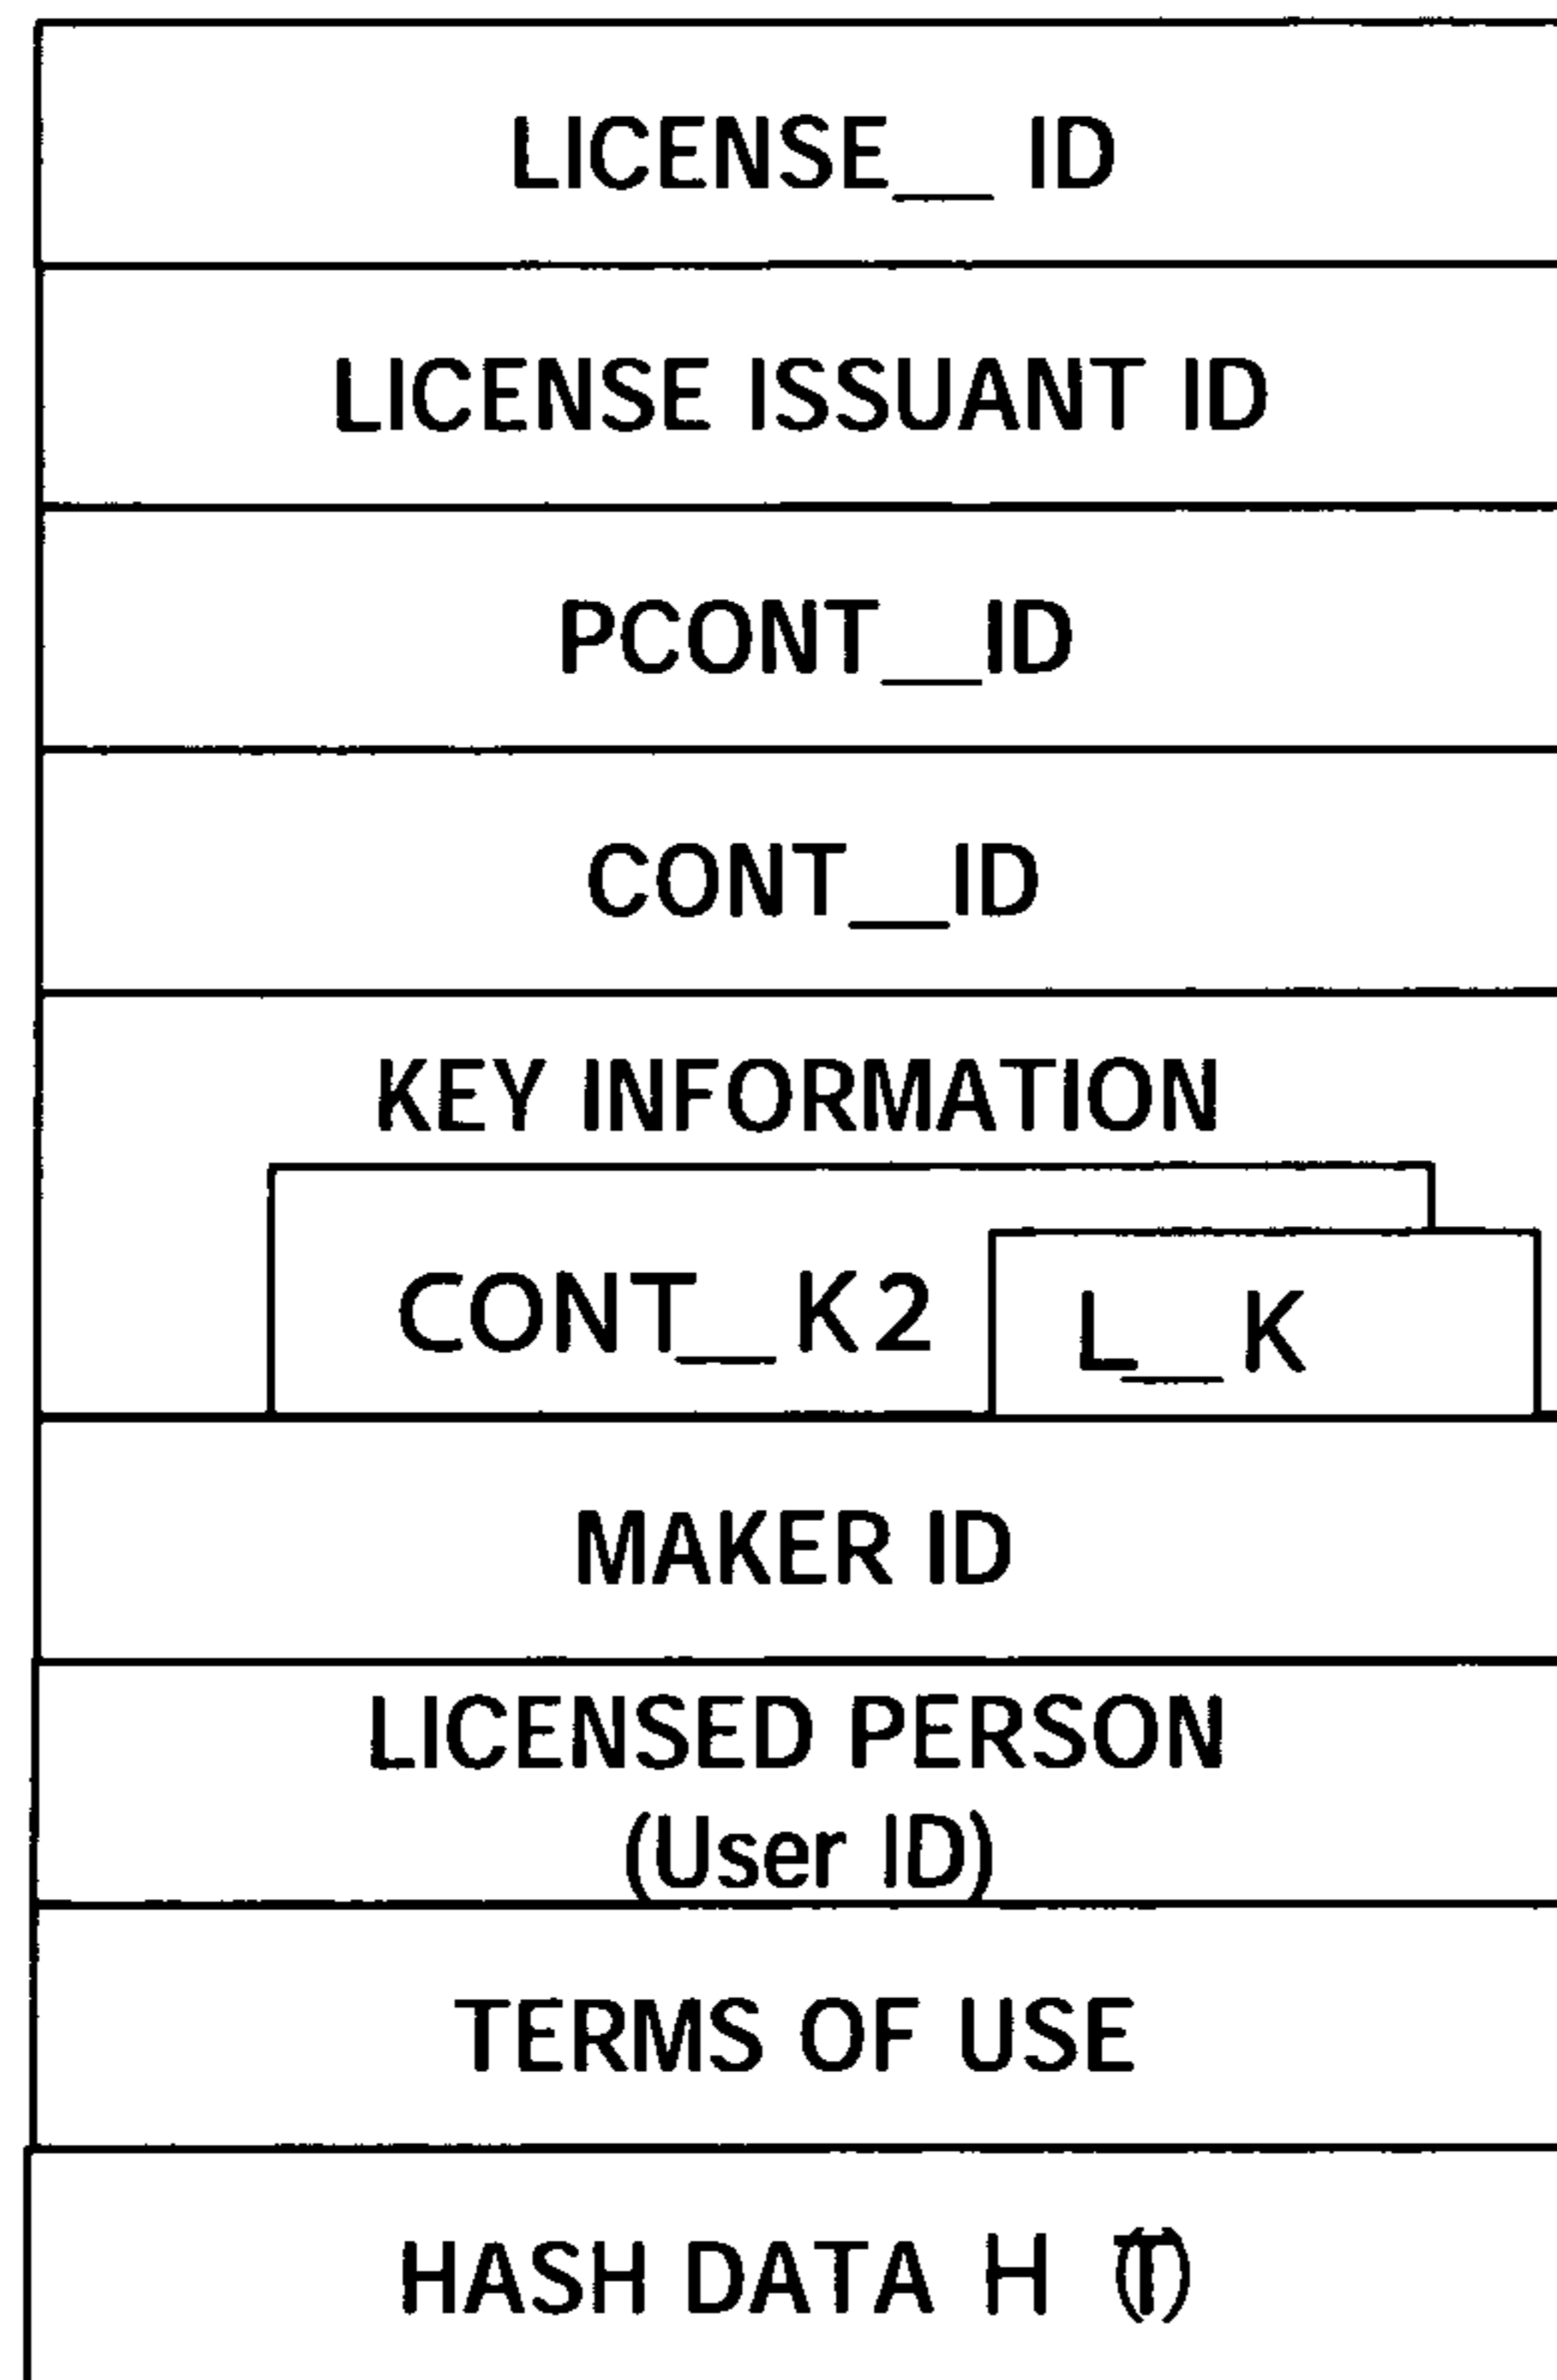 LICENSE__ ID
LICENSE ISSUANT ID
PCONT__ID
CONT__ID
KEY INFORMATION
CONT__K2 L__K
MAKER ID
LICENSED PERSON
(User ID)
TERMS OF USE
HASH DATA H (T)